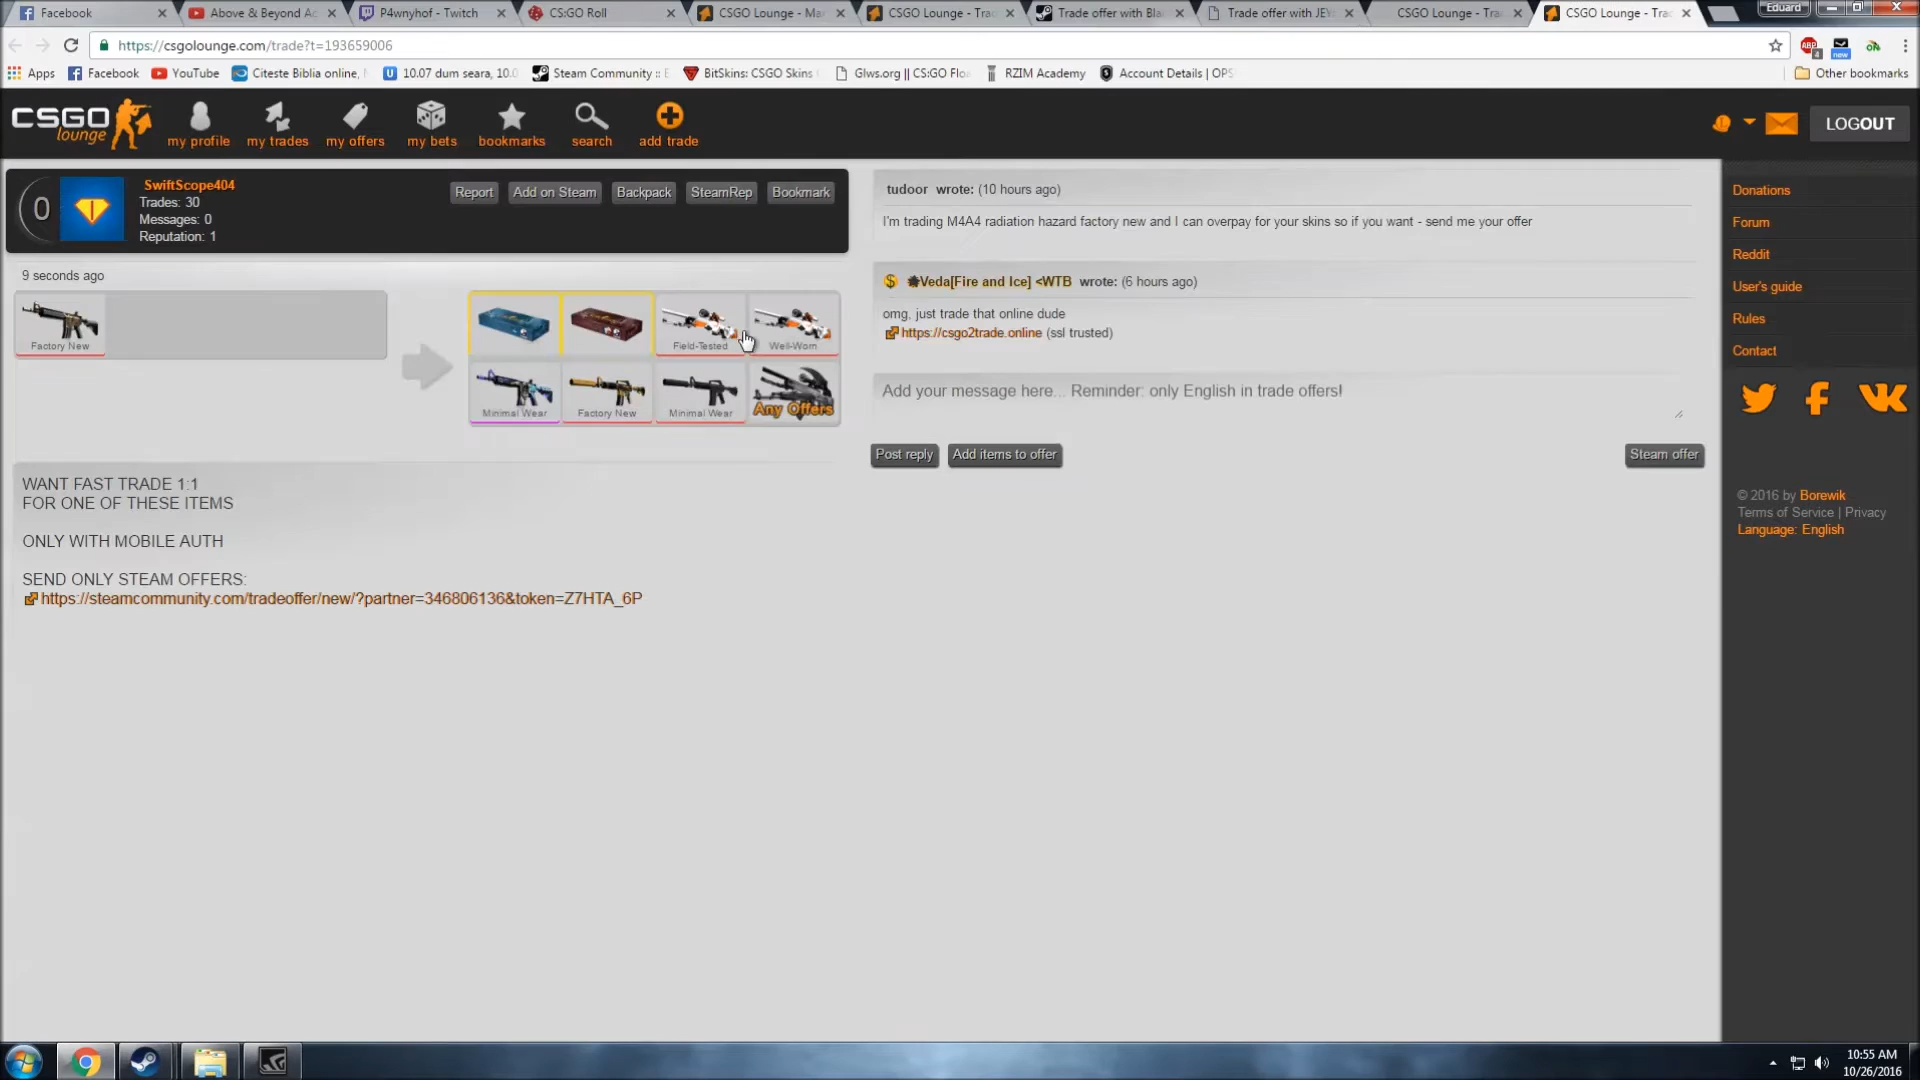 Facebook
Above & Beyond Ac
P4wnyhof - Twitch
CS:GO Roll
CSGO Lounge - Ma
CSGO Lounge - Tra
Trade offer with Bla
Trade offer with JEY
CSGO Lounge - Tra
CSGO Lounge - Tra
Eduard
https://csgolounge.com/trade?t=193659006
ABP
4
new
Apps
Facebook
YouTube
Citeste Biblia online,
10.07 dum seara, 10.0
Steam Community ::
BitSkins: CSGO Skins
Glws.org || CS:GO Flo
RZIM Academy
Account Details | OPS
Other bookmarks
CSGO
lounge
my profile
my trades
my offers
my bets
bookmarks
search
add trade
LOGOUT
0
SwiftScope404
Trades: 30
Messages: 0
Reputation: 1
Report
Add on Steam
Backpack
SteamRep
Bookmark
9 seconds ago
Factory New
Field-Tested
Well-Worn
Minimal Wear
Factory New
Minimal Wear
Any Offers
WANT FAST TRADE 1:1
FOR ONE OF THESE ITEMS
ONLY WITH MOBILE AUTH
SEND ONLY STEAM OFFERS:
https://steamcommunity.com/tradeoffer/new/?partner=346806136&token=Z7HTA_6P
tudoor wrote: (10 hours ago)
I'm trading M4A4 radiation hazard factory new and I can overpay for your skins so if you want - send me your offer
Veda[Fire and Ice] <WTB wrote: (6 hours ago)
omg, just trade that online dude
https://csgo2trade.online (ssl trusted)
Add your message here... Reminder: only English in trade offers!
Post reply
Add items to offer
Steam offer
Donations
Forum
Reddit
User's guide
Rules
Contact
© 2016 by Borewik
Terms of Service | Privacy
Language: English
10:55 AM
10/26/2016